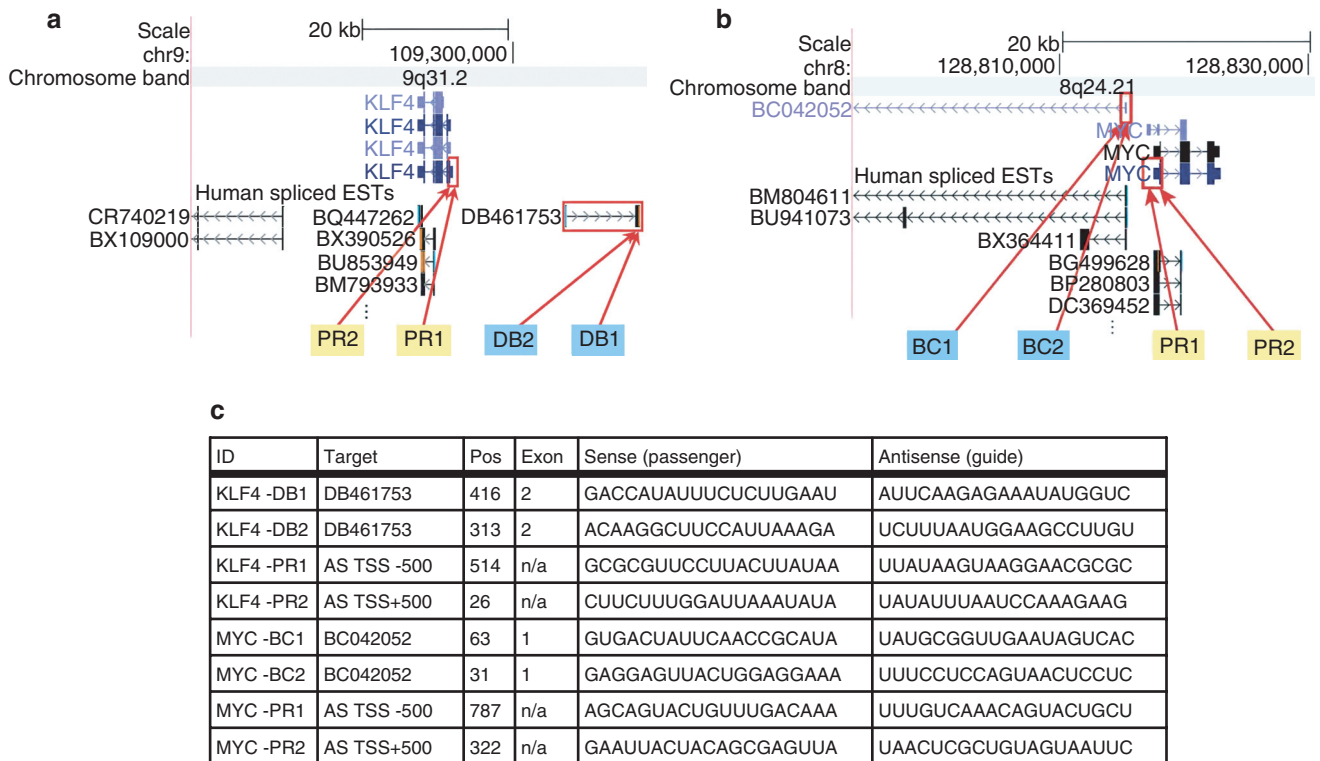 a
Scale
20 kb
chr9:
109,300,000
Chromosome band
9q31.2
KLF4
KLF4
KLF4
KLF4
Human spliced ESTs
CR740219
BX109000
BQ447262
BX390526
BU853949
BM793933
...
DB461753
PR2
PR1
DB2
DB1
b
Scale
20 kb
chr8:
128,810,000
128,830,000
Chromosome band
8q24.21
BC042052
MYC
MYC
MYC
Human spliced ESTs
BM804611
BU941073
BX364411
BG499628
BP280803
DC369452
...
BC1
BC2
PR1
PR2
c
ID Target Pos Exon Sense (passenger) Antisense (guide)
KLF4 -DB1 DB461753 416 2 GACCAUAUUUCUCUUGAAU AUUCAAGAGAAAUAUGGUC
KLF4 -DB2 DB461753 313 2 ACAAGGCUUCCAUUAAAGA UCUUUAAUGGAAGCCUUGU
KLF4 -PR1 AS TSS -500 514 n/a GCGCGUUCCUUACUUAUAA UUAUAAGUAAGGAACGCGC
KLF4 -PR2 AS TSS+500 26 n/a CUUCUUUGGAUUAAAUAUA UAUAUUUAAUCCAAAGAAG
MYC -BC1 BC042052 63 1 GUGACUAUUCAACCGCAUA UAUGCGGUUGAAUAGUCAC
MYC -BC2 BC042052 31 1 GAGGAGUUACUGGAGGAAA UUUCCUCCAGUAACUCCUC
MYC -PR1 AS TSS -500 787 n/a AGCAGUACUGUUUGACAAA UUUGUCAAACAGUACUGCU
MYC -PR2 AS TSS+500 322 n/a GAAUUACUACAGCGAGUUA UAACUCGCUGUAGUAAUUC